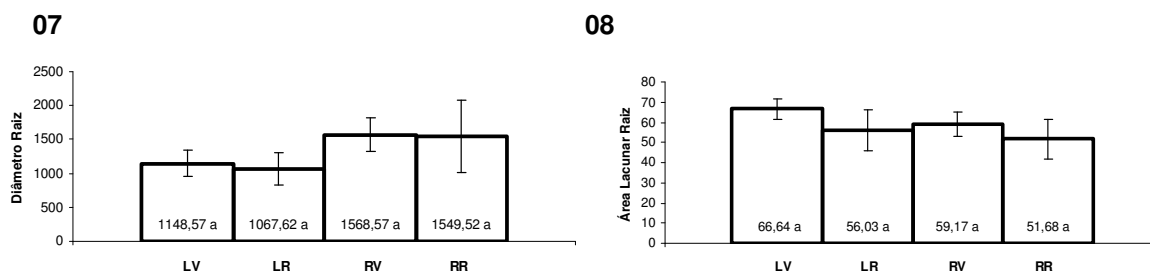 07
Diâmetro Raiz
2500
2000
1500
1000
500
0
1148,57 a 1067,62 a 1568,57 a 1549,52 a
LV LR RV RR
08
Área Lacunar Raiz
80
70
60
50
40
30
20
10
0
66,64 a 56,03 a 59,17 a 51,68 a
LV LR RV RR